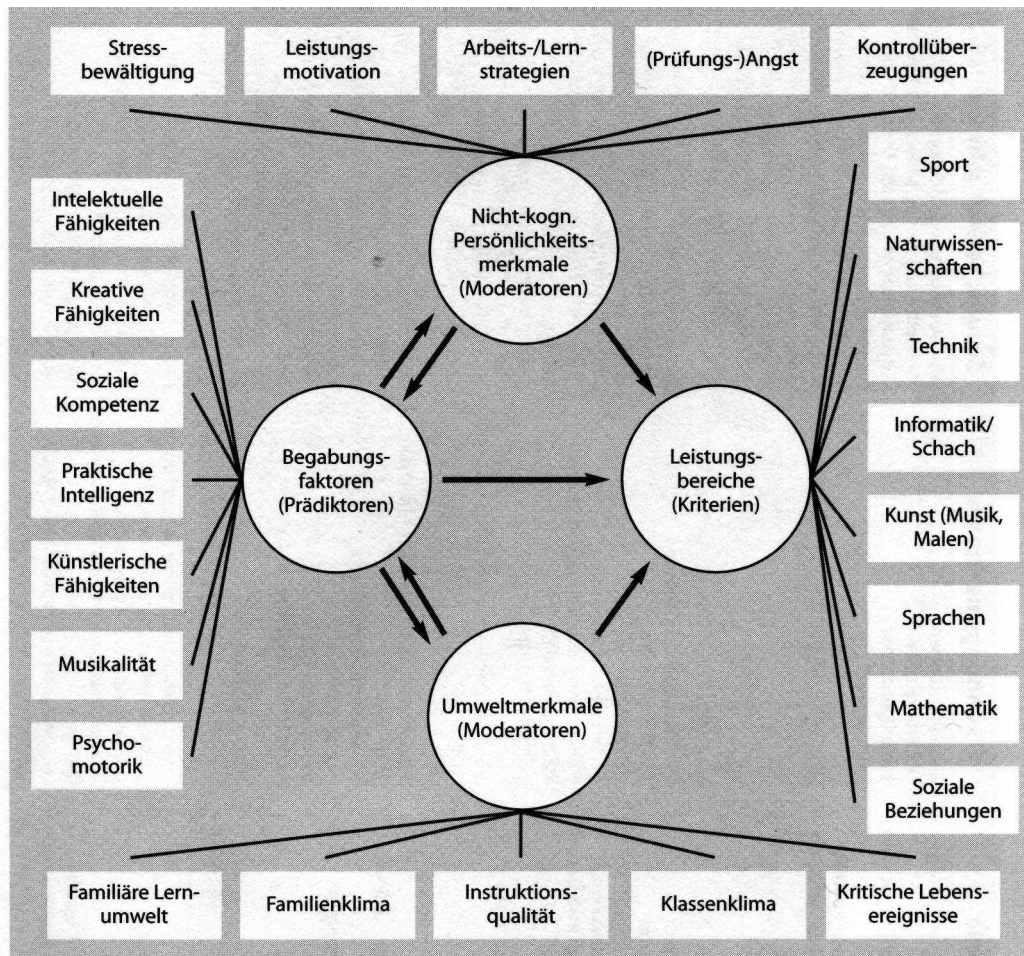 Stress-
bewältigung
Leistungs-
motivation
Arbeits-/Lern-
strategien
(Prüfungs-)Angst
Kontrollüber-
zeugungen
Intelektuelle
Fähigkeiten
Kreative
Fähigkeiten
Soziale
Kompetenz
Praktische
Intelligenz
Künstlerische
Fähigkeiten
Musikalität
Psycho-
motorik
Nicht-kogn.
Persönlichkeits-
merkmale
(Moderatoren)
Begabungs-
faktoren
(Prädiktoren)
Leistungs-
bereiche
(Kriterien)
Umweltmerkmale
(Moderatoren)
Sport
Naturwissen-
schaften
Technik
Informatik/
Schach
Kunst (Musik,
Malen)
Sprachen
Mathematik
Soziale
Beziehungen
Familiäre Lern-
umwelt
Familienklima
Instruktions-
qualität
Klassenklima
Kritische Lebens-
ereignisse